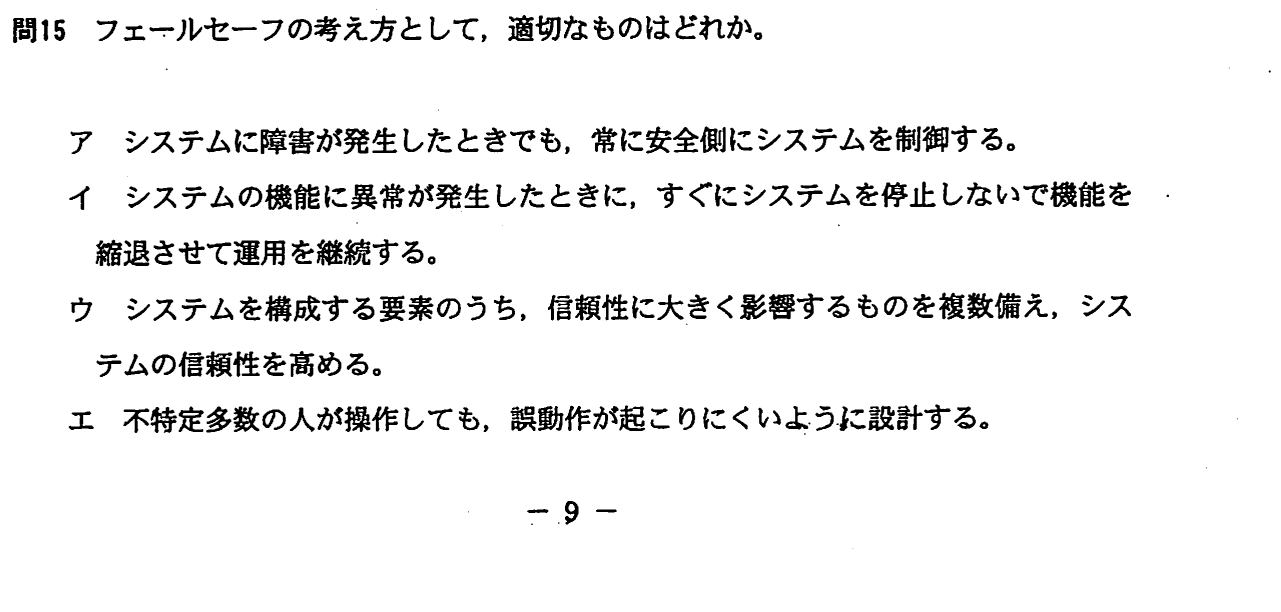 問15 フェールセーフの考え方として，適切なものはどれか。
ア システムに障害が発生したときでも，常に安全側にシステムを制御する。
イ システムの機能に異常が発生したときに，すぐにシステムを停止しないで機能を
縮退させて運用を継続する。
ウ システムを構成する要素のうち，信頼性に大きく影響するものを複数備え，シス
テムの信頼性を高める。
エ 不特定多数の人が操作しても，誤動作が起こりにくいように設計する。
－ 9 －